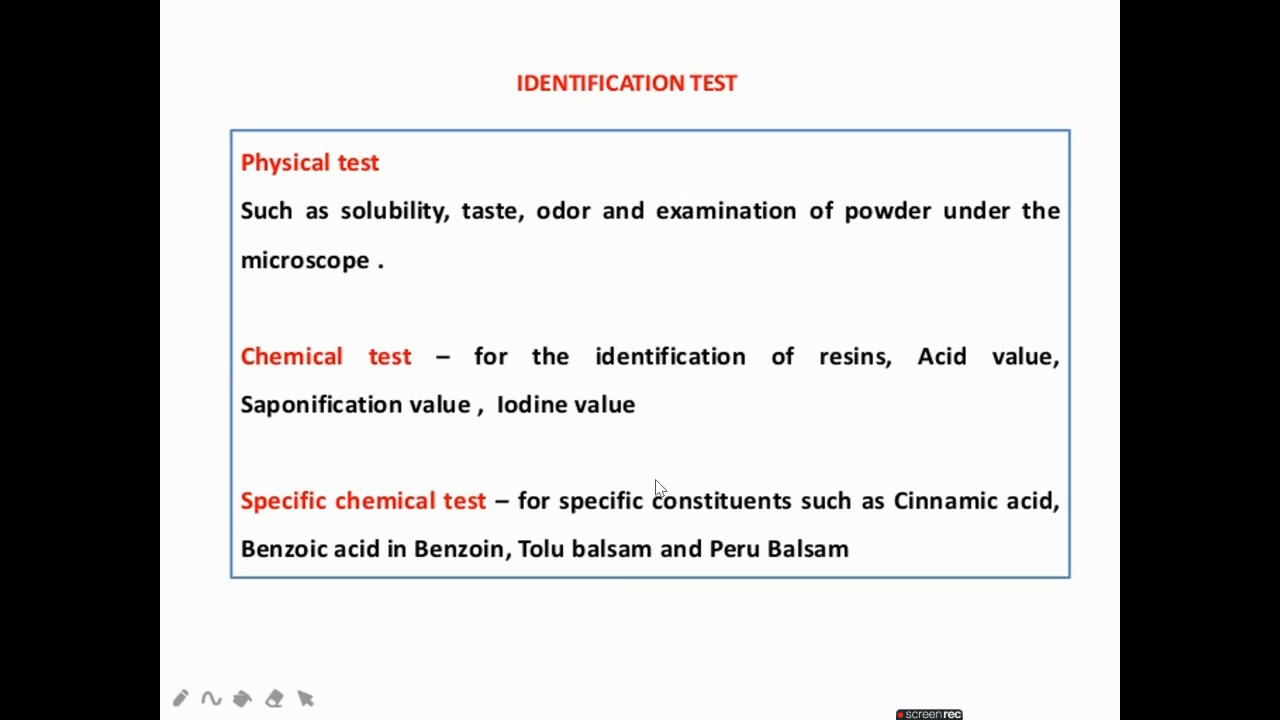 IDENTIFICATION TEST
Physical test
Such as solubility, taste, odor and examination of powder under the
microscope .
Chemical test – for the identification of resins, Acid value,
Saponification value , Iodine value
Specific chemical test – for specific constituents such as Cinnamic acid,
Benzoic acid in Benzoin, Tolu balsam and Peru Balsam
screenrec